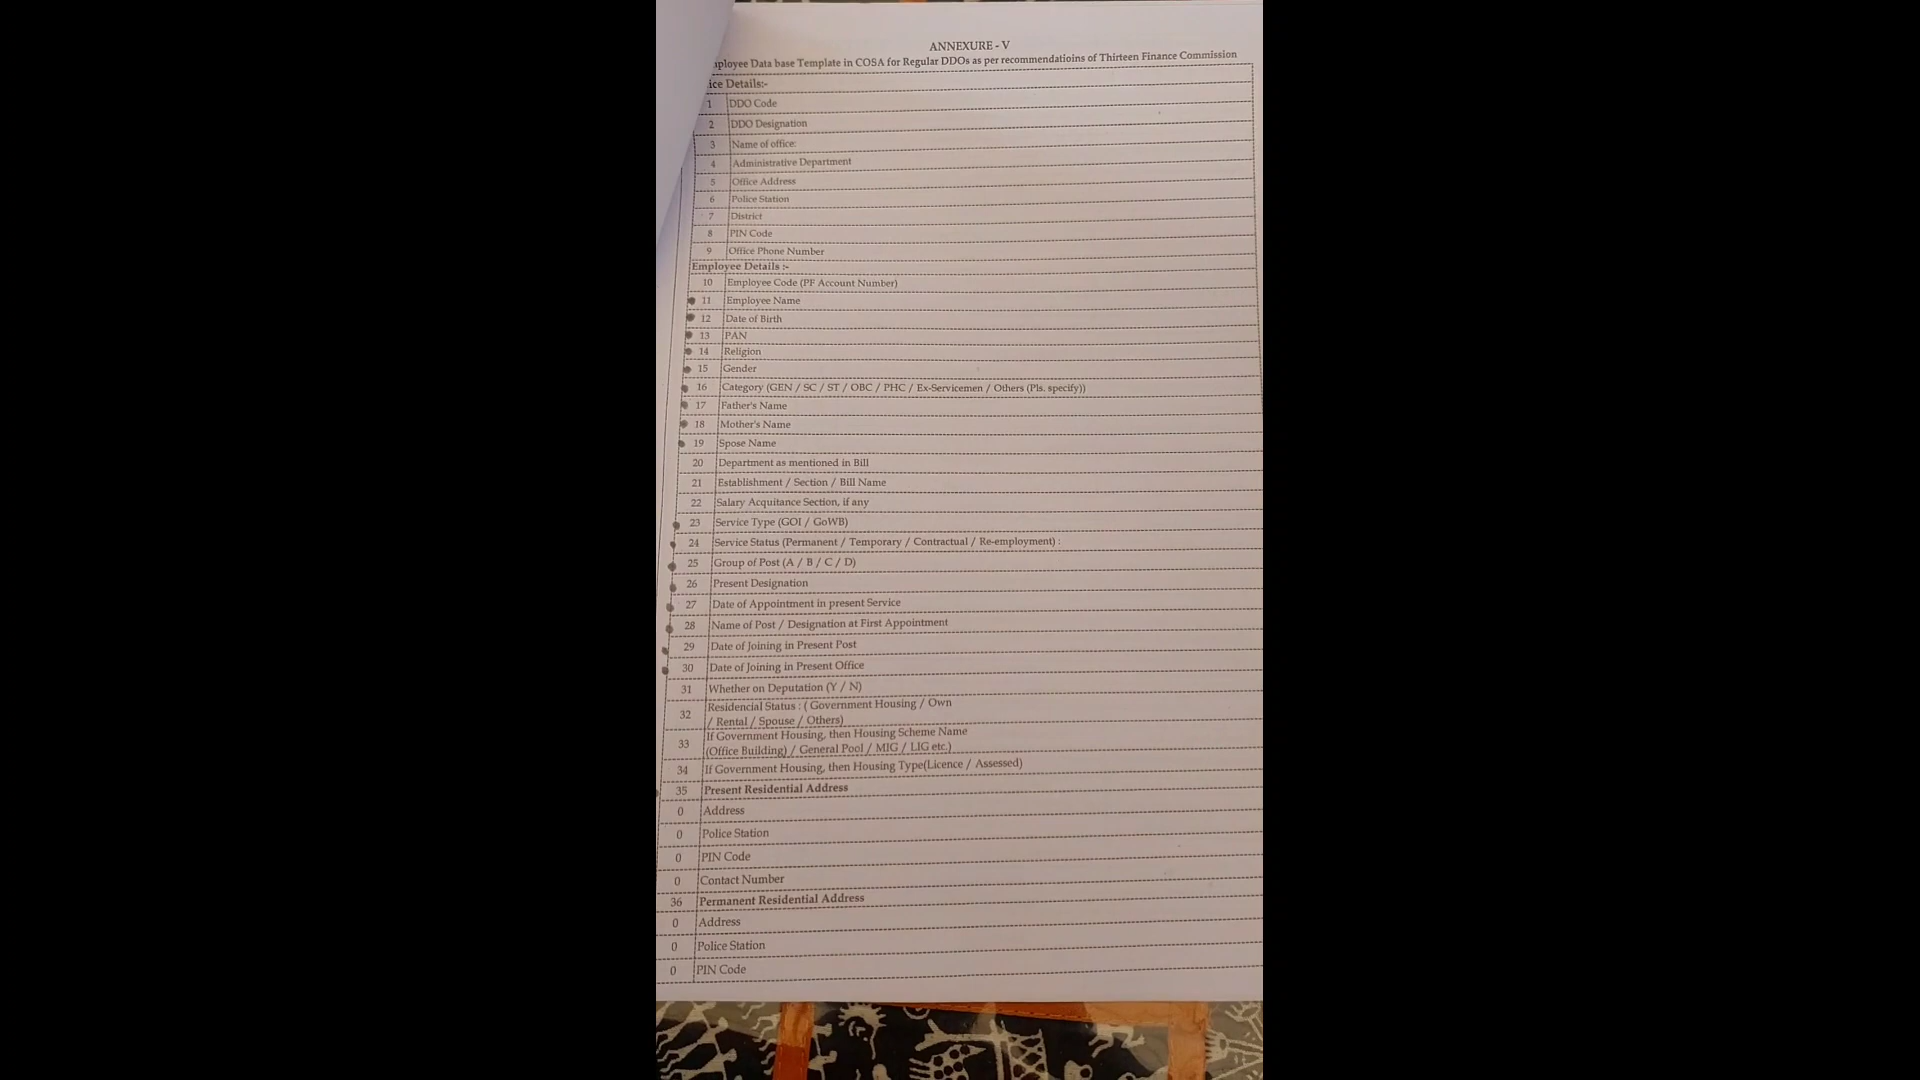 ANNEXURE - V
ployee Data base Template in COSA for Regular DDOs as per recommendatioins of Thirteen Finance Commission
ice Details:-
1 DDO Code
2 DDO Designation
3 Name of office:
4 Administrative Department
5 Office Address
6 Police Station
7 District
8 PIN Code
9 Office Phone Number
Employee Details :-
10 Employee Code (PF Account Number)
11 Employee Name
12 Date of Birth
13 PAN
14 Religion
15 Gender
16 Category (GEN / SC / ST / OBC / PHC / Ex-Servicemen / Others (Pls. specify))
17 Father's Name
18 Mother's Name
19 Spose Name
20 Department as mentioned in Bill
21 Establishment / Section / Bill Name
22 Salary Acquitance Section, if any
23 Service Type (GOI / GoWB)
24 Service Status (Permanent / Temporary / Contractual / Re-employment) :
25 Group of Post (A / B / C / D)
26 Present Designation
27 Date of Appointment in present Service
28 Name of Post / Designation at First Appointment
29 Date of Joining in Present Post
30 Date of Joining in Present Office
31 Whether on Deputation (Y / N)
32 Residencial Status : ( Government Housing / Own
/ Rental / Spouse / Others)
33 If Government Housing, then Housing Scheme Name
(Office Building) / General Pool / MIG / LIG etc.)
34 If Government Housing, then Housing Type(Licence / Assessed)
35 Present Residential Address
0 Address
0 Police Station
0 PIN Code
0 Contact Number
36 Permanent Residential Address
0 Address
0 Police Station
0 PIN Code